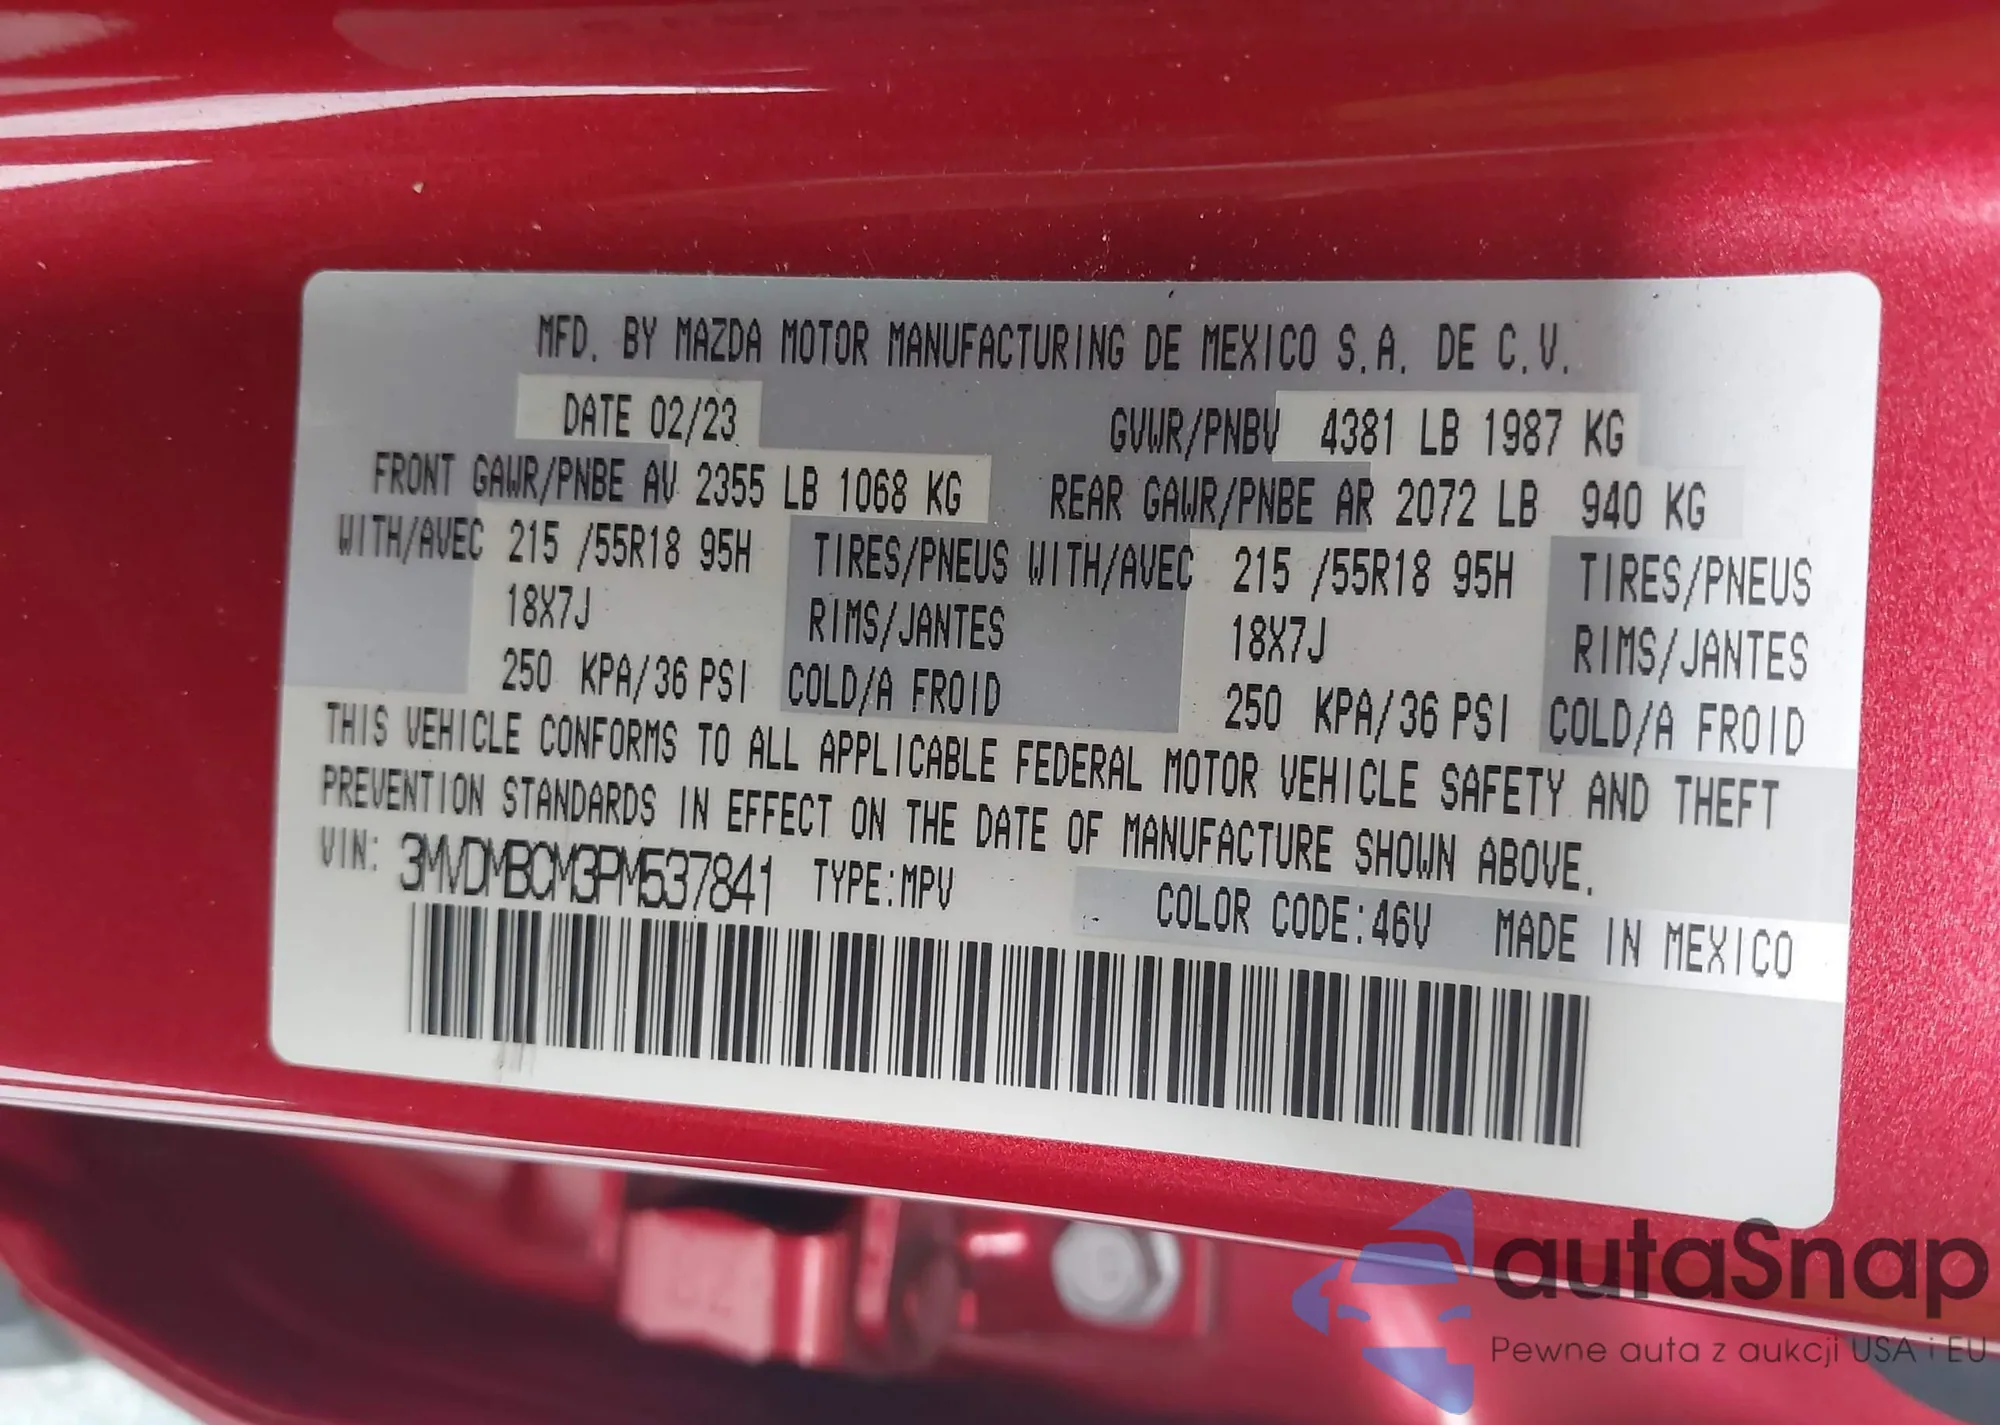 MFD. BY MAZDA MOTOR MANUFACTURING DE MEXICO S.A. DE C.V.
DATE 02/23 GVWR/PNBV 4381 LB 1987 KG
FRONT GAWR/PNBE AV 2355 LB 1068 KG REAR GAWR/PNBE AR 2072 LB 940 KG
WITH/AVEC 215 /55R18 95H TIRES/PNEUS WITH/AVEC 215 /55R18 95H TIRES/PNEUS
18X7J RIMS/JANTES 18X7J RIMS/JANTES
250 KPA/36 PSI COLD/A FROID 250 KPA/36 PSI COLD/A FROID
THIS VEHICLE CONFORMS TO ALL APPLICABLE FEDERAL MOTOR VEHICLE SAFETY AND THEFT
PREVENTION STANDARDS IN EFFECT ON THE DATE OF MANUFACTURE SHOWN ABOVE.
VIN: 3MVDMBCM3PM537841 TYPE:MPV COLOR CODE:46V MADE IN MEXICO
autaSnap
Pewne auta z aukcji USA i EU